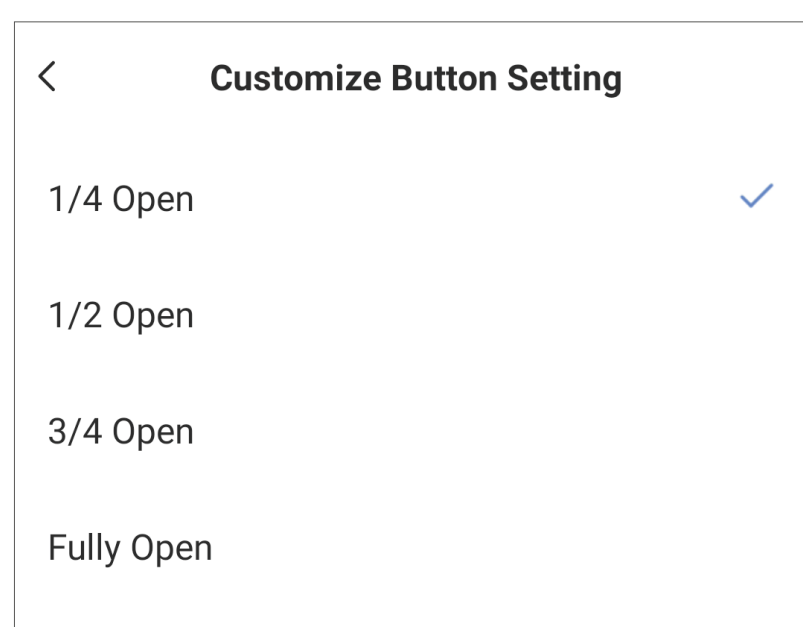 Customize Button Setting
1/4 Open
1/2 Open
3/4 Open
Fully Open